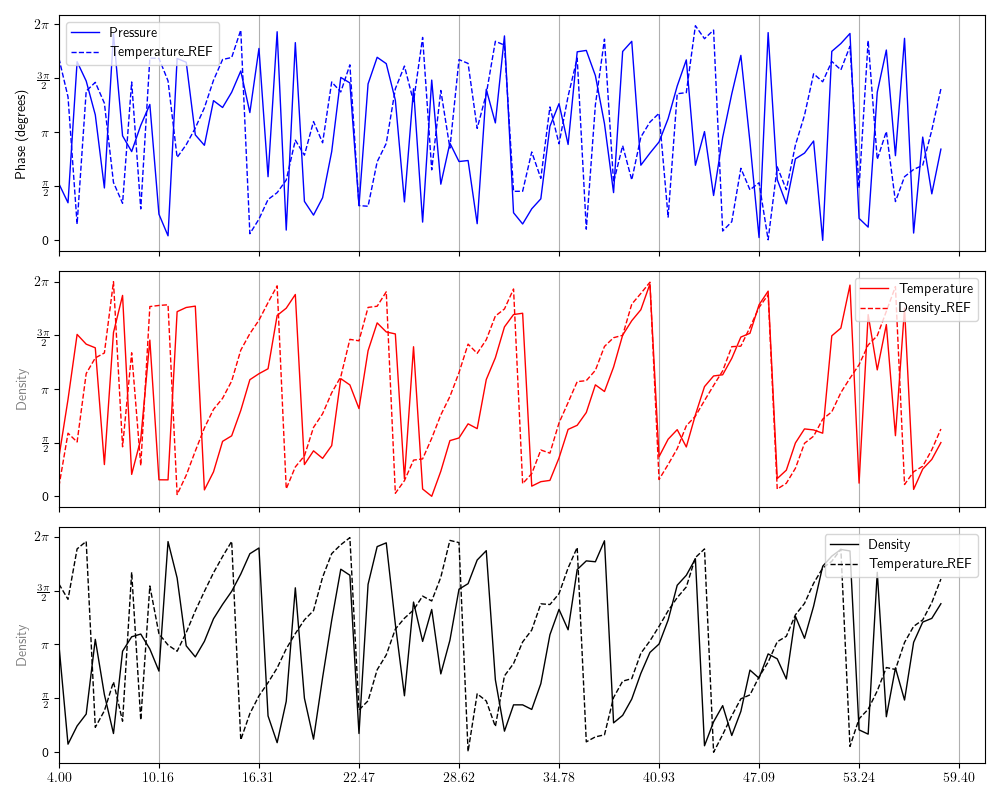 2π
3π/2
π
π/2
0
Phase (degrees)
Pressure
Temperature_REF
2π
3π/2
π
π/2
0
Density
Temperature
Density_REF
2π
3π/2
π
π/2
0
Density
Density
Temperature_REF
4.00 10.16 16.31 22.47 28.62 34.78 40.93 47.09 53.24 59.40